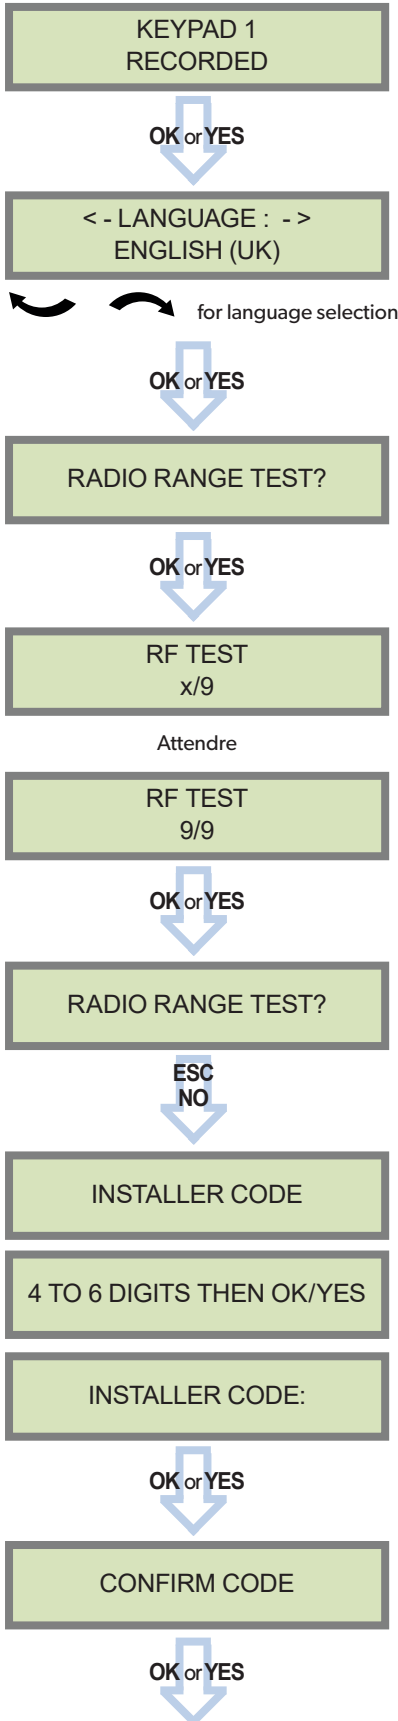 KEYPAD 1
RECORDED
OK or YES
< - LANGUAGE :  - >
ENGLISH (UK)
for language selection
OK or YES
RADIO RANGE TEST?
OK or YES
RF TEST
x/9
Attendre
RF TEST
9/9
OK or YES
RADIO RANGE TEST?
ESC
NO
INSTALLER CODE
4 TO 6 DIGITS THEN OK/YES
INSTALLER CODE:
OK or YES
CONFIRM CODE
OK or YES